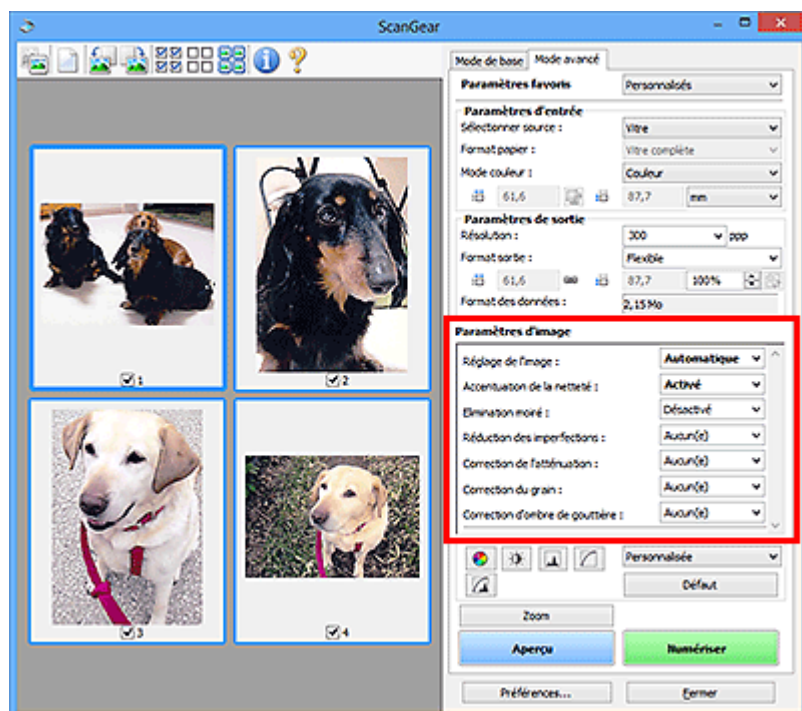 ScanGear
Mode de base Mode avancé
Paramètres favoris Personnalisés
Paramètres d'entrée
Sélectionner source : Vitre
Format papier : Vitre complète
Mode couleur : Couleur
61,6 87,7 mm
Paramètres de sortie
Résolution : 300 ppp
Format sortie : Flexible
61,6 87,7 100%
Format des données : 2,15 Mo
Paramètres d'image
Réglage de l'image : Automatique
Accentuation de la netteté : Activé
Elimination moiré : Désactivé
Réduction des imperfections : Aucun(e)
Correction de l'atténuation : Aucun(e)
Correction du grain : Aucun(e)
Correction d'ombre de gouttière : Aucun(e)
Personnalisée
Défaut
Zoom
Aperçu Numériser
Préférences... Fermer
1
2
3
4